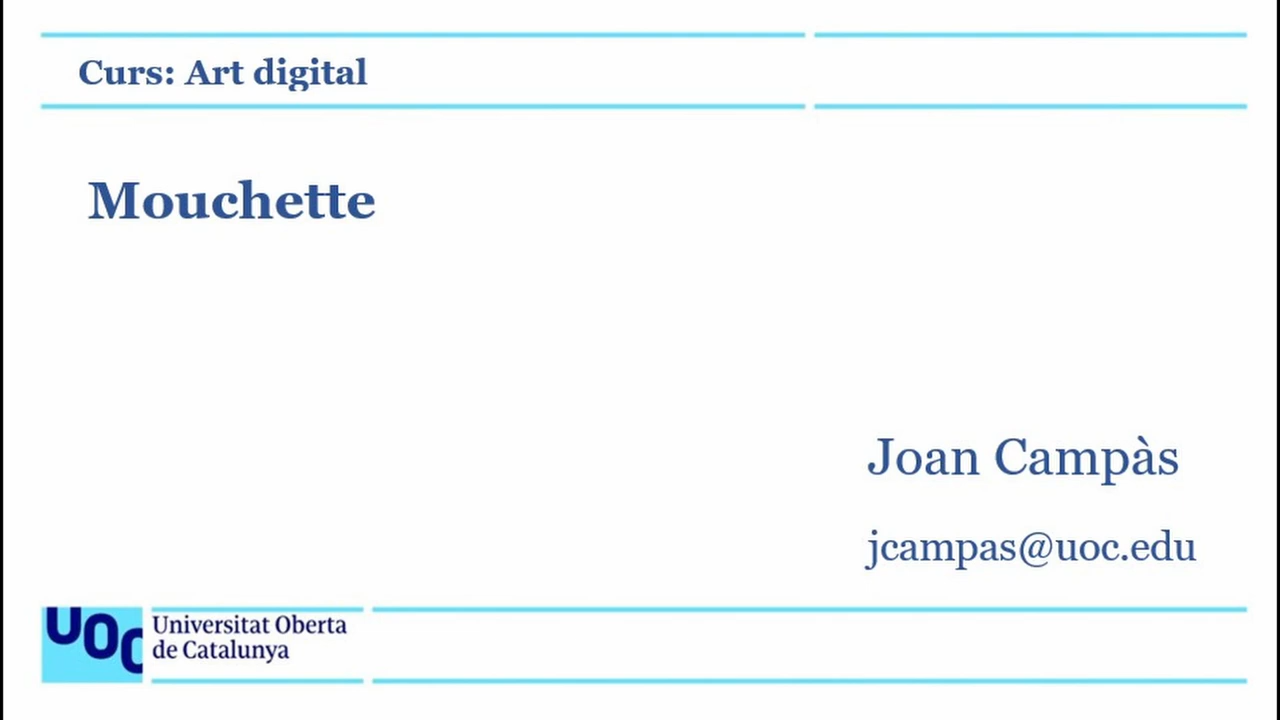 Curs: Art digital
Mouchette
Joan Campàs
jcampas@uoc.edu
UOC
Universitat Oberta
de Catalunya